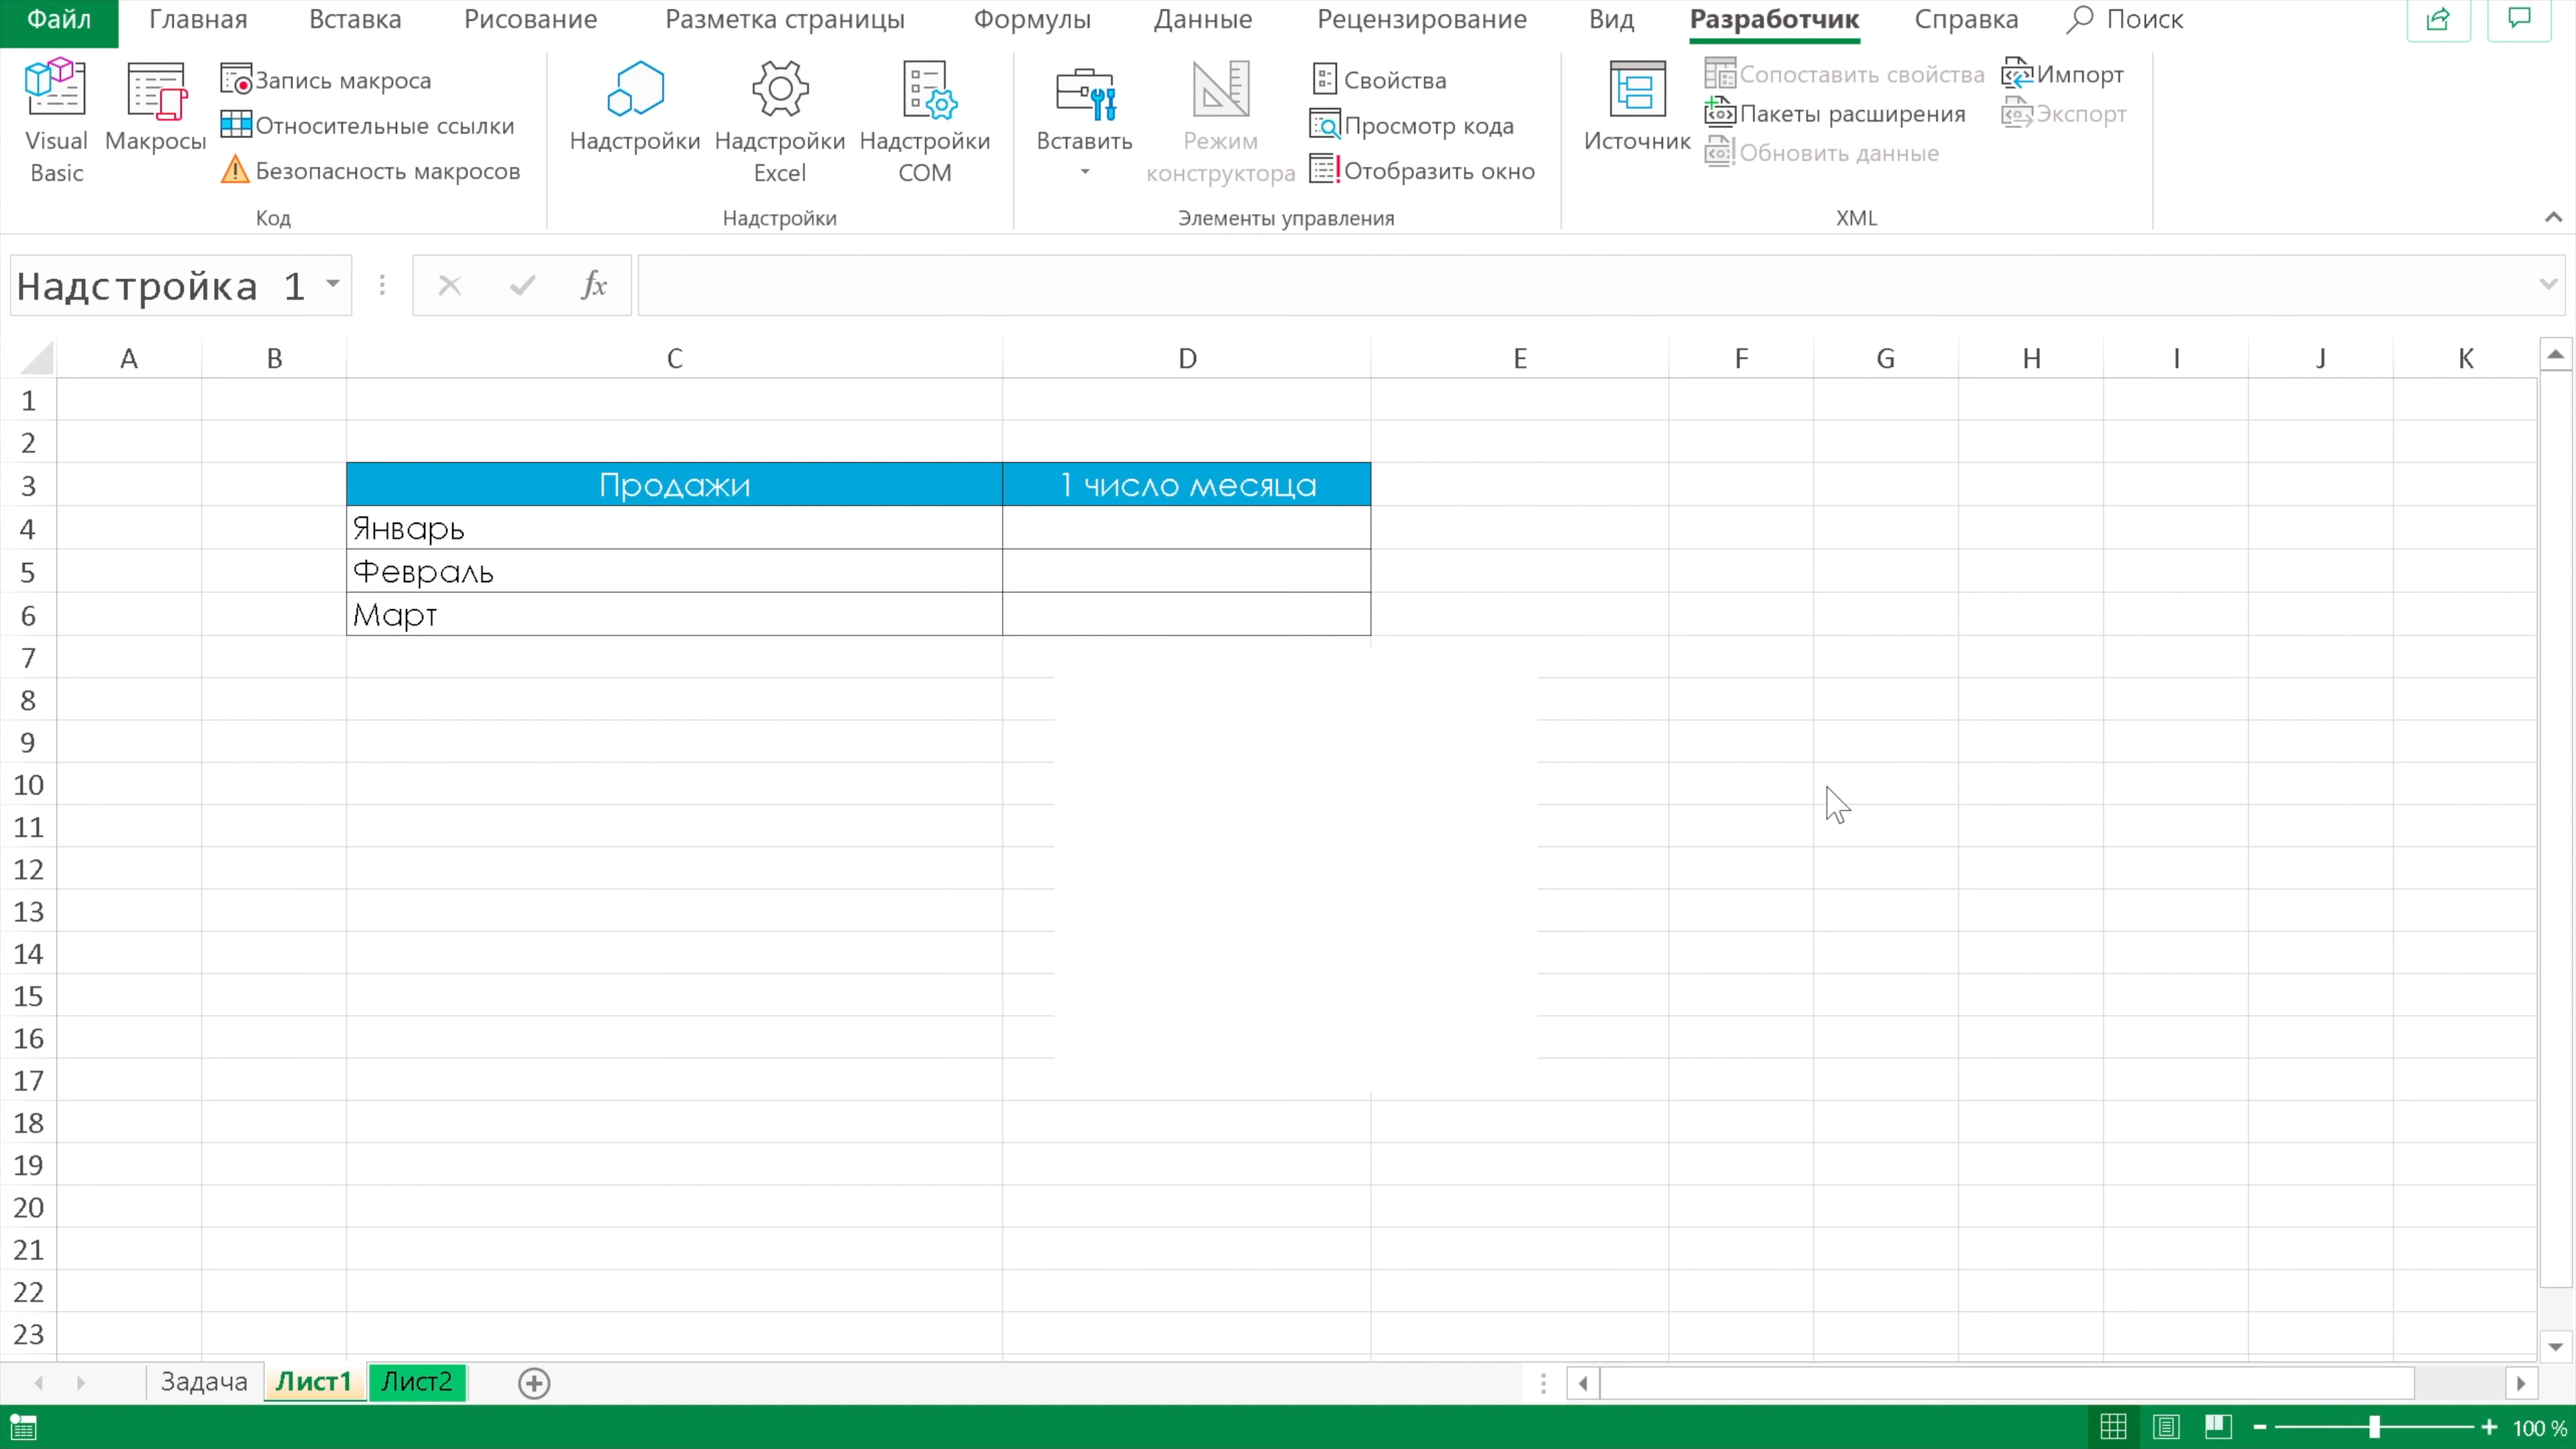 Файл Главная Вставка Рисование Разметка страницы Формулы Данные Рецензирование Вид Разработчик Справка Поиск
Visual Basic
Макросы
Запись макроса
Относительные ссылки
Безопасность макросов
Код
Надстройки
Надстройки Excel
Надстройки COM
Надстройки
Вставить
Режим конструктора
Свойства
Просмотр кода
Отобразить окно
Элементы управления
Источник
Сопоставить свойства
Пакеты расширения
Обновить данные
Импорт
Экспорт
XML
Надстройка 1 fx
A B C D E F G H I J K
1
2
3 Продажи 1 число месяца
4 Январь
5 Февраль
6 Март
7
8
9
10
11
12
13
14
15
16
17
18
19
20
21
22
23
Задача Лист1 Лист2
100 %